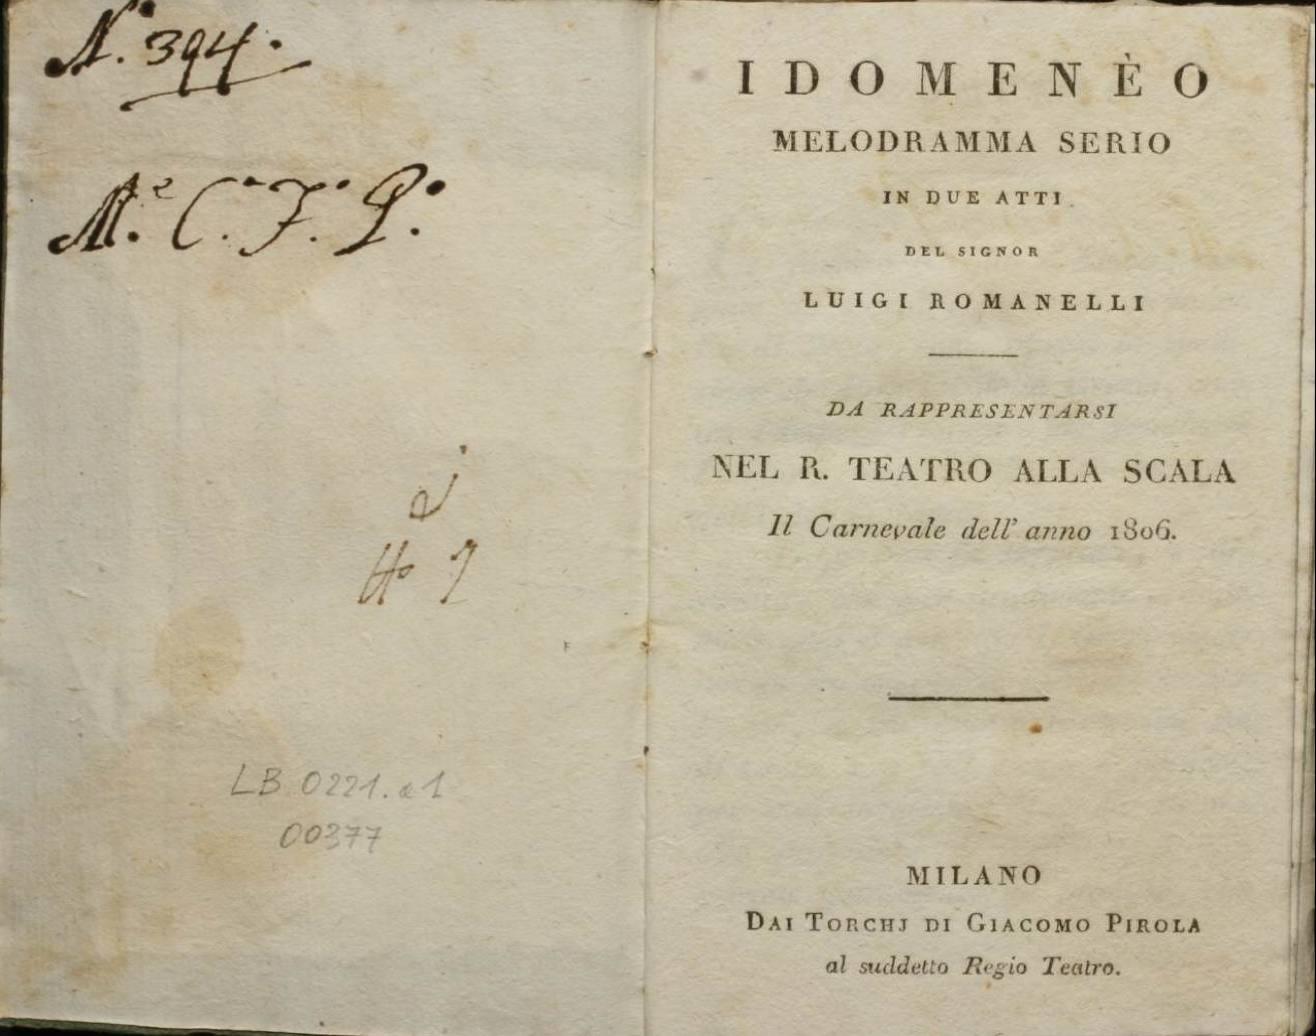 N.º 394.
M.e C.o F.o P.o
LB 0221. a 1
00377
IDOMENÈO
MELODRAMMA SERIO
IN DUE ATTI
DEL SIGNOR
LUIGI ROMANELLI
DA RAPPRESENTARSI
NEL R. TEATRO ALLA SCALA
Il Carnevale dell' anno 1806.
MILANO
DAI TORCHJ DI GIACOMO PIROLA
al suddetto Regio Teatro.